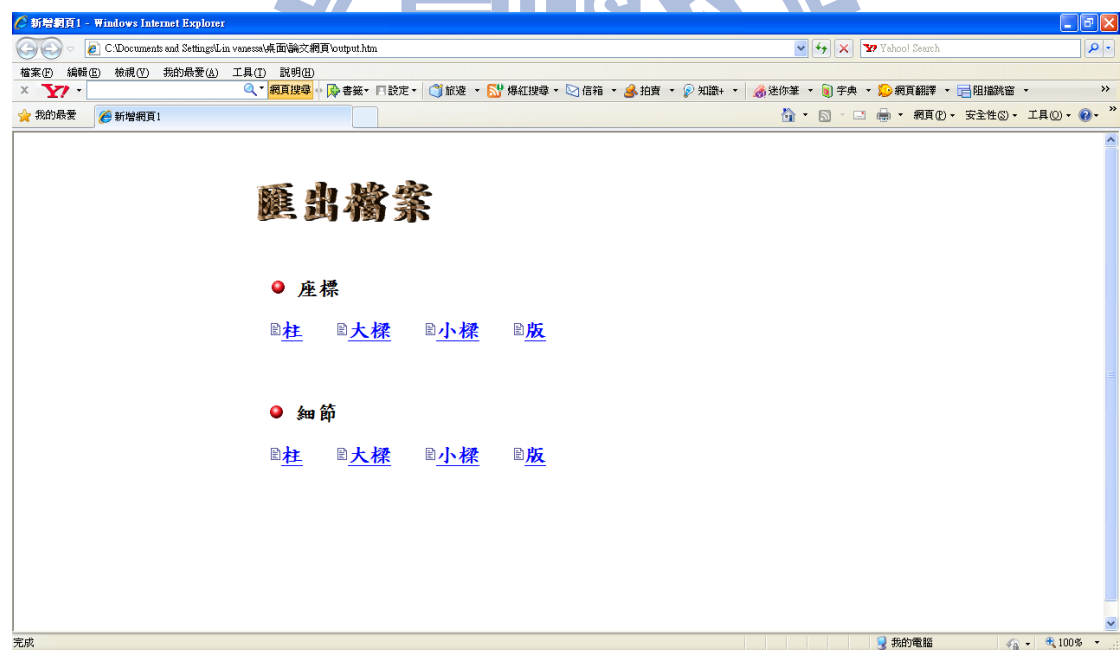 新增網頁1 - Windows Internet Explorer
C:\Documents and Settings\Lin vanessa\桌面\論文網頁\output.htm
Yahoo! Search
檔案(F) 編輯(E) 檢視(V) 我的最愛(A) 工具(T) 說明(H)
× Y! 網頁搜尋 書籤 設定 旅遊 爆紅搜尋 信箱 拍賣 知識+ 迷你筆 字典 網頁翻譯 阻擋跳窗 »
我的最愛 新增網頁1 網頁(P) 安全性(S) 工具(O) »
匯出檔案
座標
柱 大樑 小樑 版
細節
柱 大樑 小樑 版
完成 我的電腦 100%